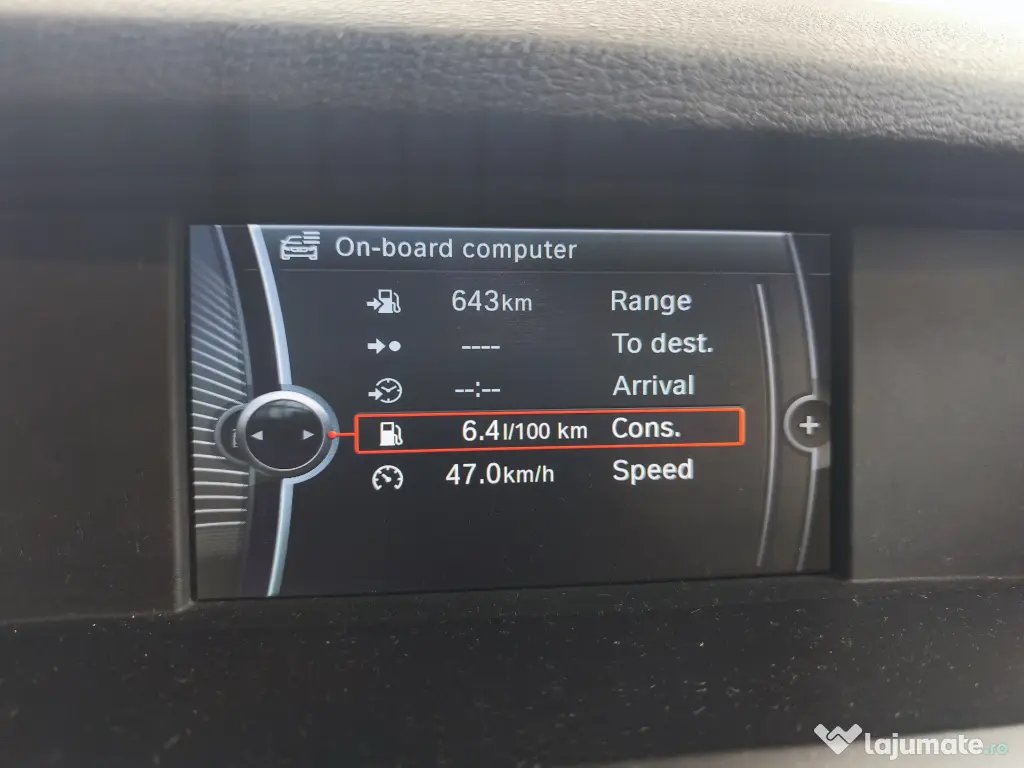 On-board computer
643km Range
---- To dest.
--:-- Arrival
6.4l/100 km Cons.
47.0km/h Speed
+
lajumate.ro